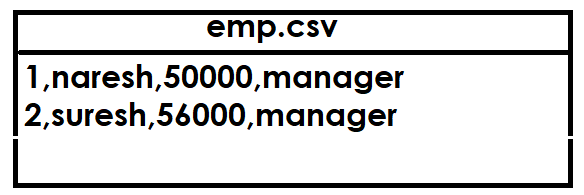 emp.csv
1,naresh,50000,manager
2,suresh,56000,manager